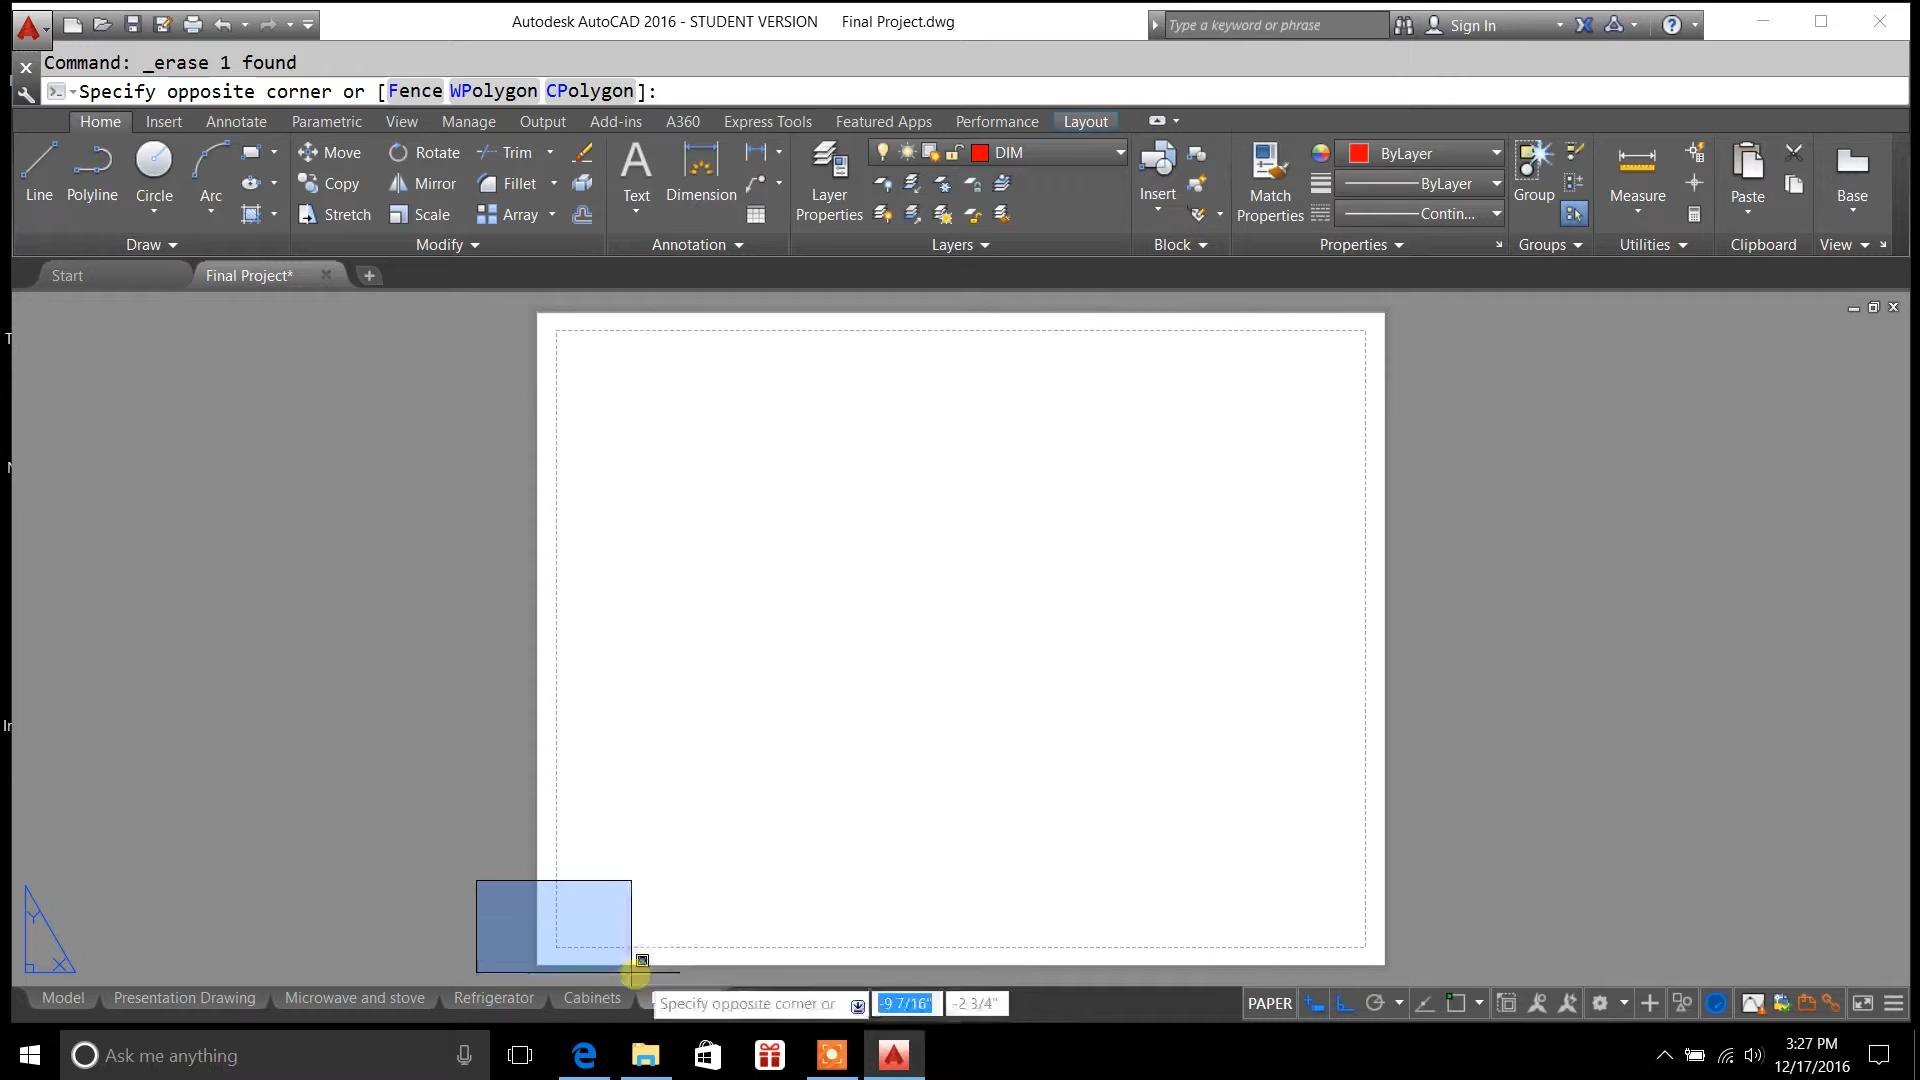 Autodesk AutoCAD 2016 - STUDENT VERSION Final Project.dwg
Type a keyword or phrase
Sign In
Command: _erase 1 found
Specify opposite corner or [Fence WPolygon CPolygon]:
Home Insert Annotate Parametric View Manage Output Add-ins A360 Express Tools Featured Apps Performance Layout
Line Polyline Circle Arc
Move Rotate Trim
Copy Mirror Fillet
Stretch Scale Array
Text Dimension
Layer Properties
DIM
Insert
Match Properties
ByLayer
ByLayer
Contin...
Group
Measure
Paste
Base
Draw Modify Annotation Layers Block Properties Groups Utilities Clipboard View
Start Final Project*
Y
X
Model Presentation Drawing Microwave and stove Refrigerator Cabinets
Specify opposite corner or -9 7/16" -2 3/4"
PAPER
Ask me anything
3:27 PM
12/17/2016